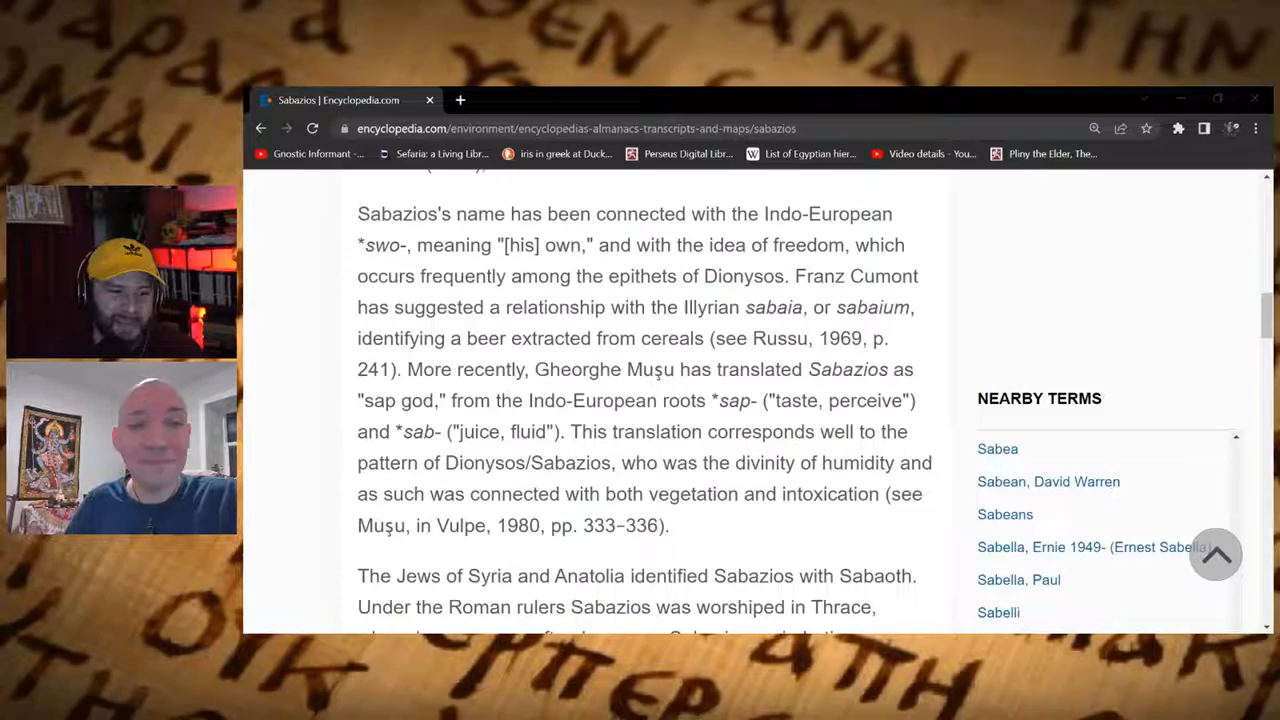 Sabazios | Encyclopedia.com
encyclopedia.com/environment/encyclopedias-almanacs-transcripts-and-maps/sabazios
Gnostic Informant -... Sefaria: a Living Libr... iris in greek at Duck... Perseus Digital Libr... List of Egyptian hier... Video details - You... Pliny the Elder, The...
Sabazios's name has been connected with the Indo-European
*swo-, meaning "[his] own," and with the idea of freedom, which
occurs frequently among the epithets of Dionysos. Franz Cumont
has suggested a relationship with the Illyrian sabaia, or sabaium,
identifying a beer extracted from cereals (see Russu, 1969, p.
241). More recently, Gheorghe Muşu has translated Sabazios as
"sap god," from the Indo-European roots *sap- ("taste, perceive")
and *sab- ("juice, fluid"). This translation corresponds well to the
pattern of Dionysos/Sabazios, who was the divinity of humidity and
as such was connected with both vegetation and intoxication (see
Muşu, in Vulpe, 1980, pp. 333–336).
The Jews of Syria and Anatolia identified Sabazios with Sabaoth.
Under the Roman rulers Sabazios was worshiped in Thrace,
NEARBY TERMS
Sabea
Sabean, David Warren
Sabeans
Sabella, Ernie 1949- (Ernest Sabella)
Sabella, Paul
Sabelli